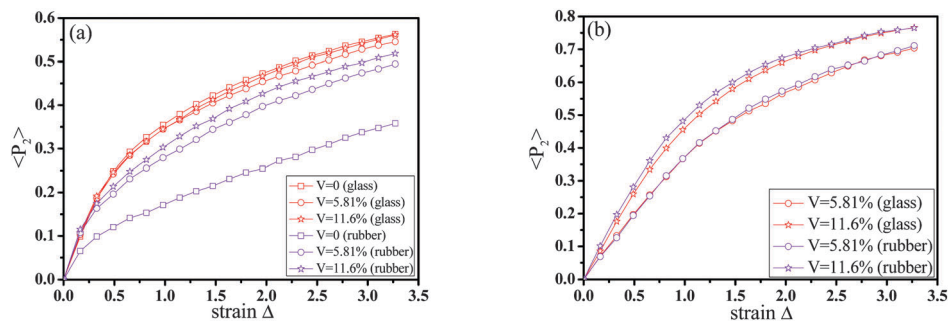 (a)
0.6
0.5
0.4
0.3
0.2
0.1
0.0
<P2>
0.0 0.5 1.0 1.5 2.0 2.5 3.0 3.5
strain Δ
V=0 (glass)
V=5.81% (glass)
V=11.6% (glass)
V=0 (rubber)
V=5.81% (rubber)
V=11.6% (rubber)
(b)
0.8
0.7
0.6
0.5
0.4
0.3
0.2
0.1
0.0
<P2>
0.0 0.5 1.0 1.5 2.0 2.5 3.0 3.5
strain Δ
V=5.81% (glass)
V=11.6% (glass)
V=5.81% (rubber)
V=11.6% (rubber)